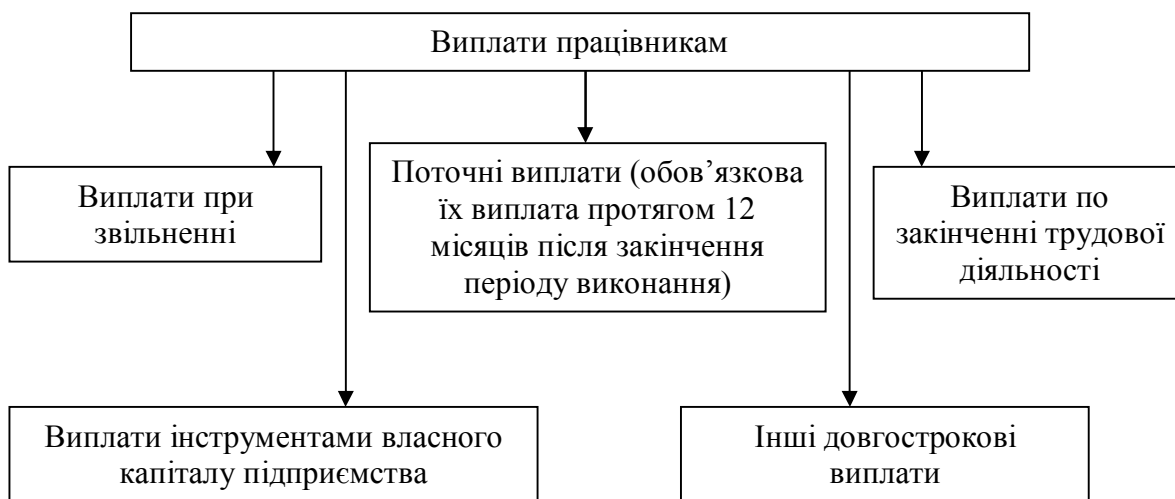 Виплати працівникам
Виплати при
звільненні
Поточні виплати (обов’язкова
їх виплата протягом 12
місяців після закінчення
періоду виконання)
Виплати по
закінченні трудової
діяльності
Виплати інструментами власного
капіталу підприємства
Інші довгострокові
виплати